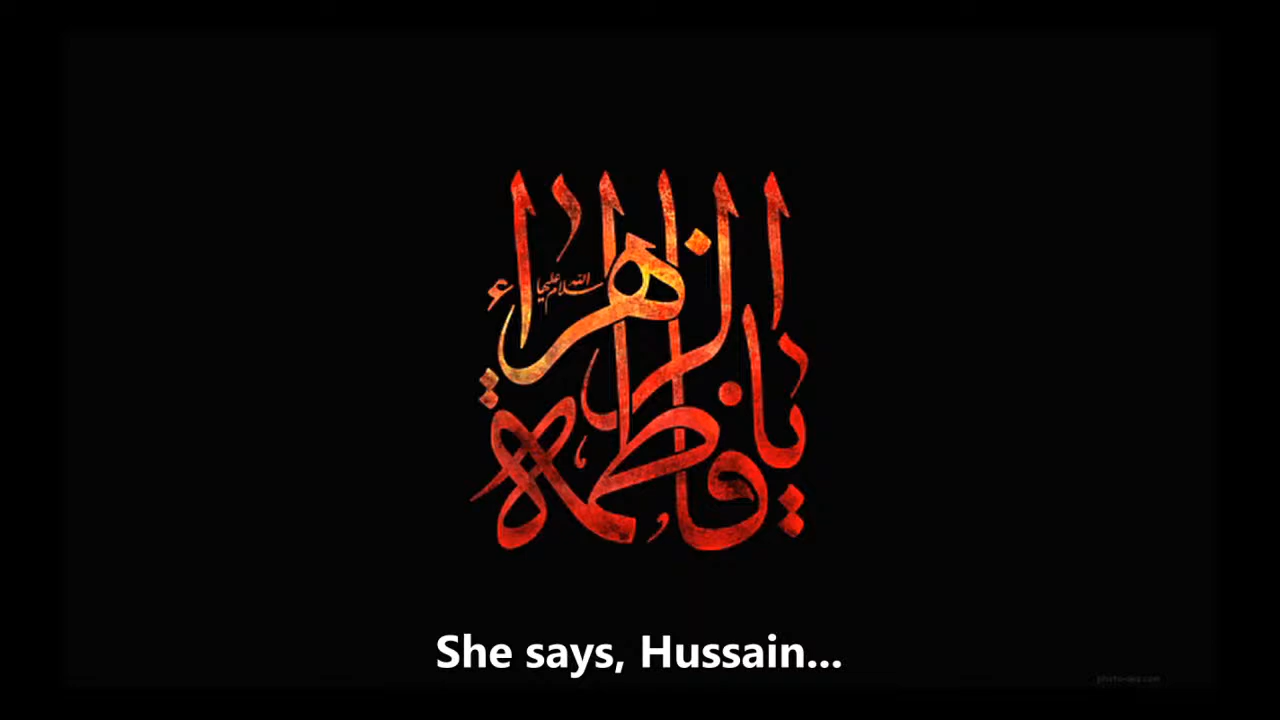 يا فاطمة الزهراء
سلام الله عليها
She says, Hussain...